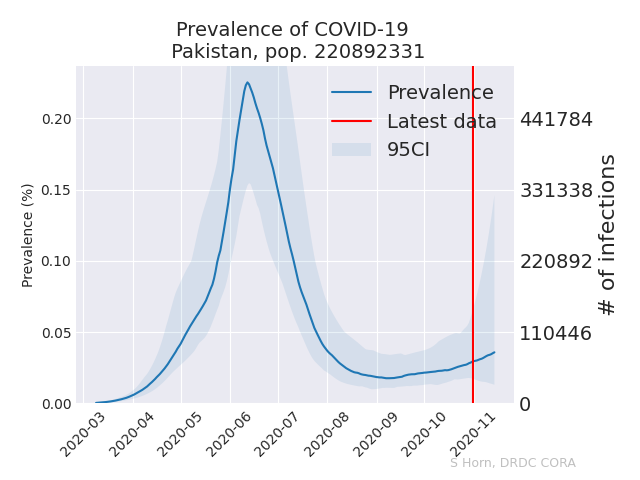 Prevalence of COVID-19
Pakistan, pop. 220892331
Prevalence
Latest data
95CI
0.20
0.15
0.10
0.05
0.00
Prevalence (%)
441784
331338
220892
110446
0
# of infections
2020-03
2020-04
2020-05
2020-06
2020-07
2020-08
2020-09
2020-10
2020-11
S Horn, DRDC CORA